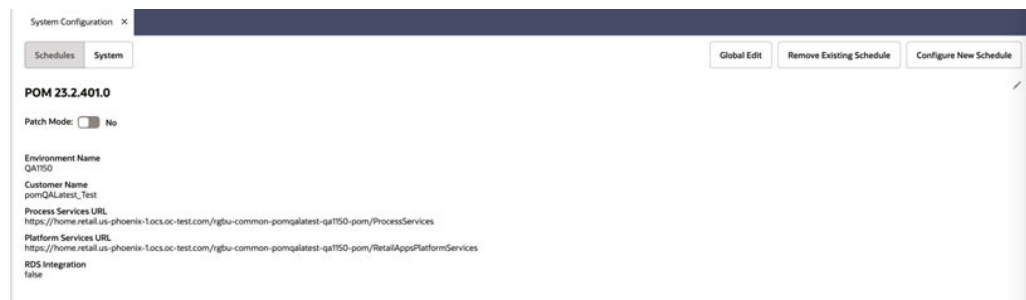 System Configuration ×
Schedules System Global Edit Remove Existing Schedule Configure New Schedule
POM 23.2.401.0
Patch Mode: No
Environment Name
QA1150
Customer Name
pomQALatest_Test
Process Services URL
https://home.retail.us-phoenix-1.ocs.oc-test.com/rgbu-common-pomqalatest-qa1150-pom/ProcessServices
Platform Services URL
https://home.retail.us-phoenix-1.ocs.oc-test.com/rgbu-common-pomqalatest-qa1150-pom/RetailAppsPlatformServices
RDS Integration
false